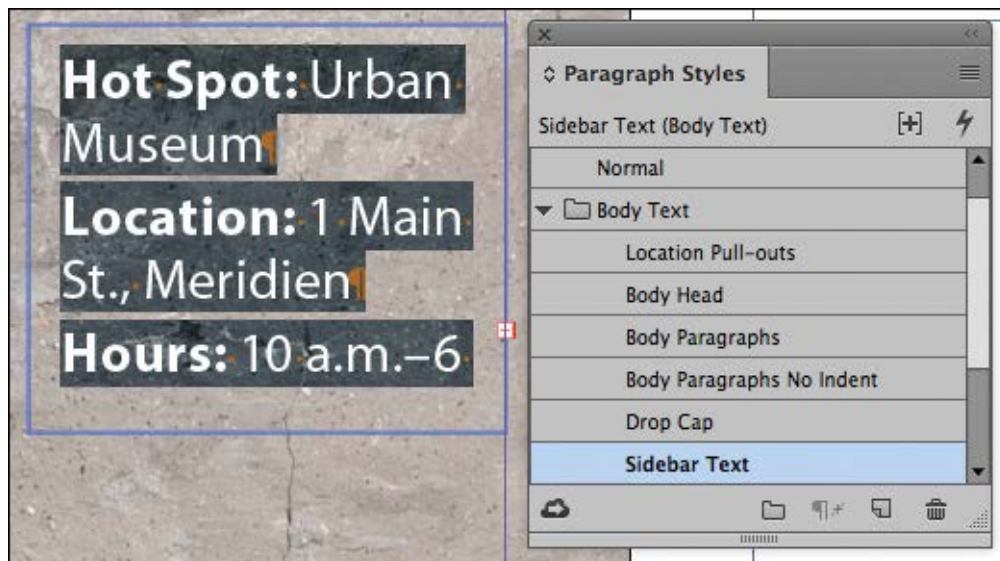 Hot Spot: Urban
Museum¶
Location: 1 Main
St., Meridien¶
Hours: 10 a.m.–6
Paragraph Styles
Sidebar Text (Body Text)
Normal
Body Text
Location Pull-outs
Body Head
Body Paragraphs
Body Paragraphs No Indent
Drop Cap
Sidebar Text